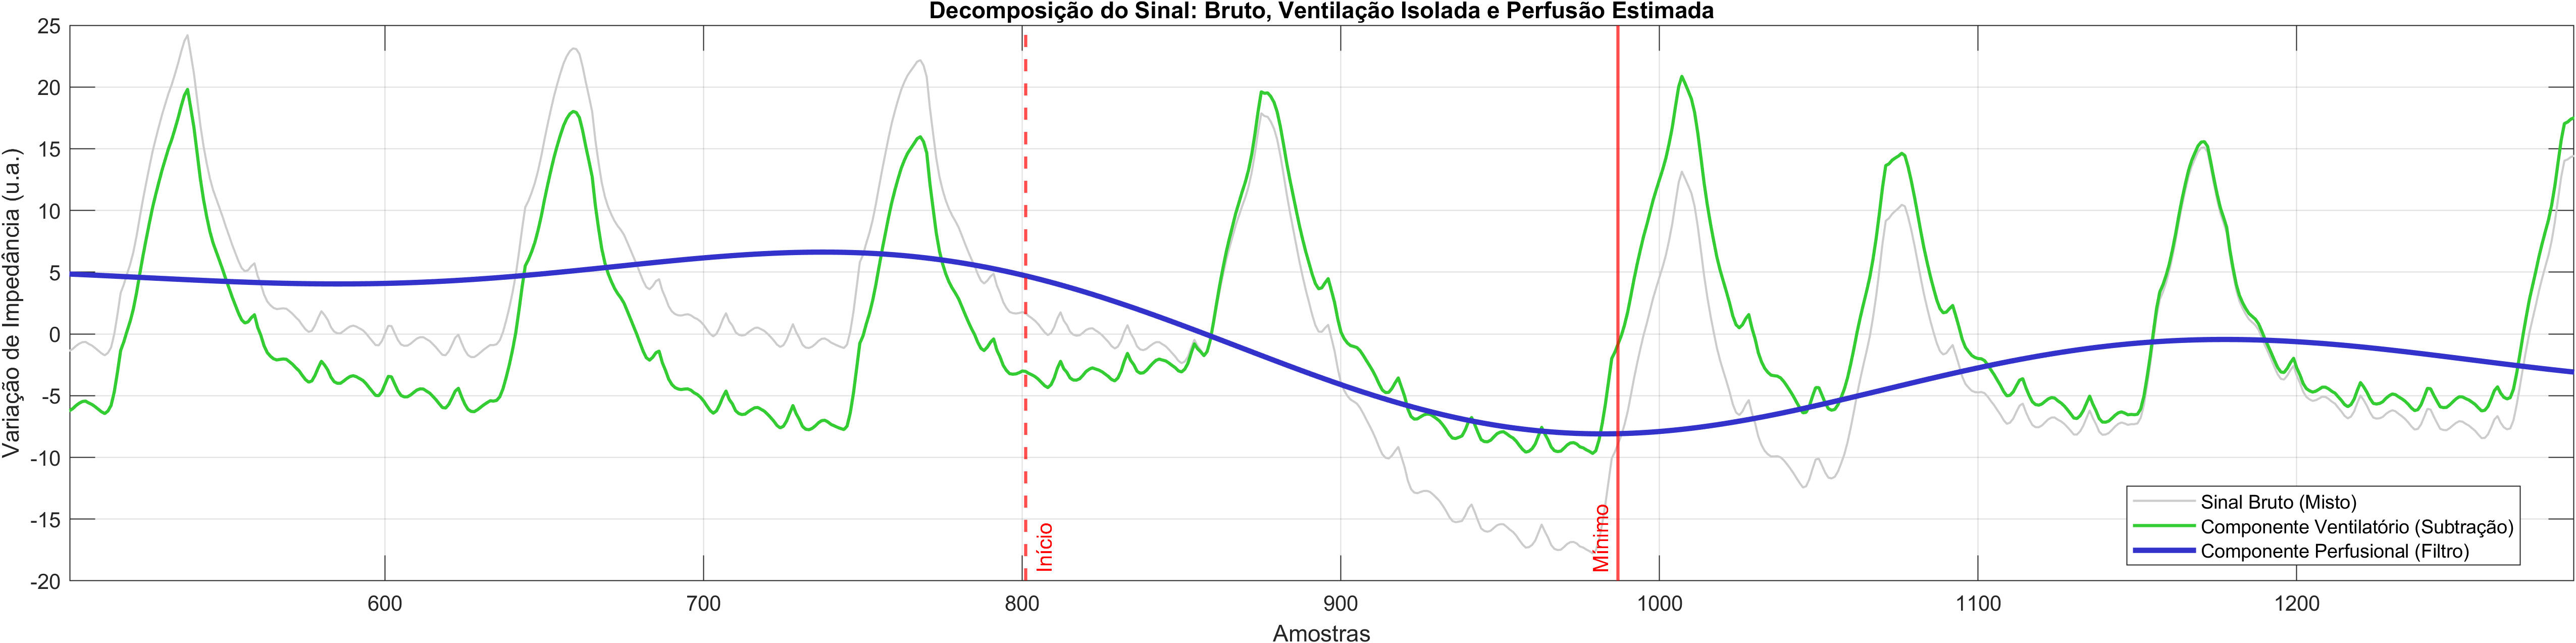 Decomposição do Sinal: Bruto, Ventilação Isolada e Perfusão Estimada
Variação de Impedância (u.a.)
25
20
15
10
5
0
-5
-10
-15
-20
Início
Mínimo
Sinal Bruto (Misto)
Componente Ventilatório (Subtração)
Componente Perfusional (Filtro)
600
700
800
900
1000
1100
1200
Amostras